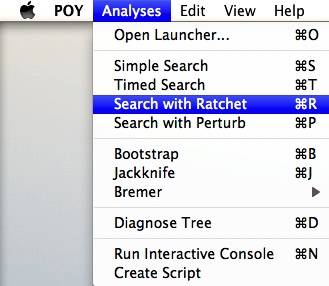 POY Analyses Edit View Help
Open Launcher... ⌘O
Simple Search ⌘S
Timed Search ⌘T
Search with Ratchet ⌘R
Search with Perturb ⌘P
Bootstrap ⌘B
Jackknife ⌘J
Bremer
Diagnose Tree ⌘D
Run Interactive Console ⌘N
Create Script